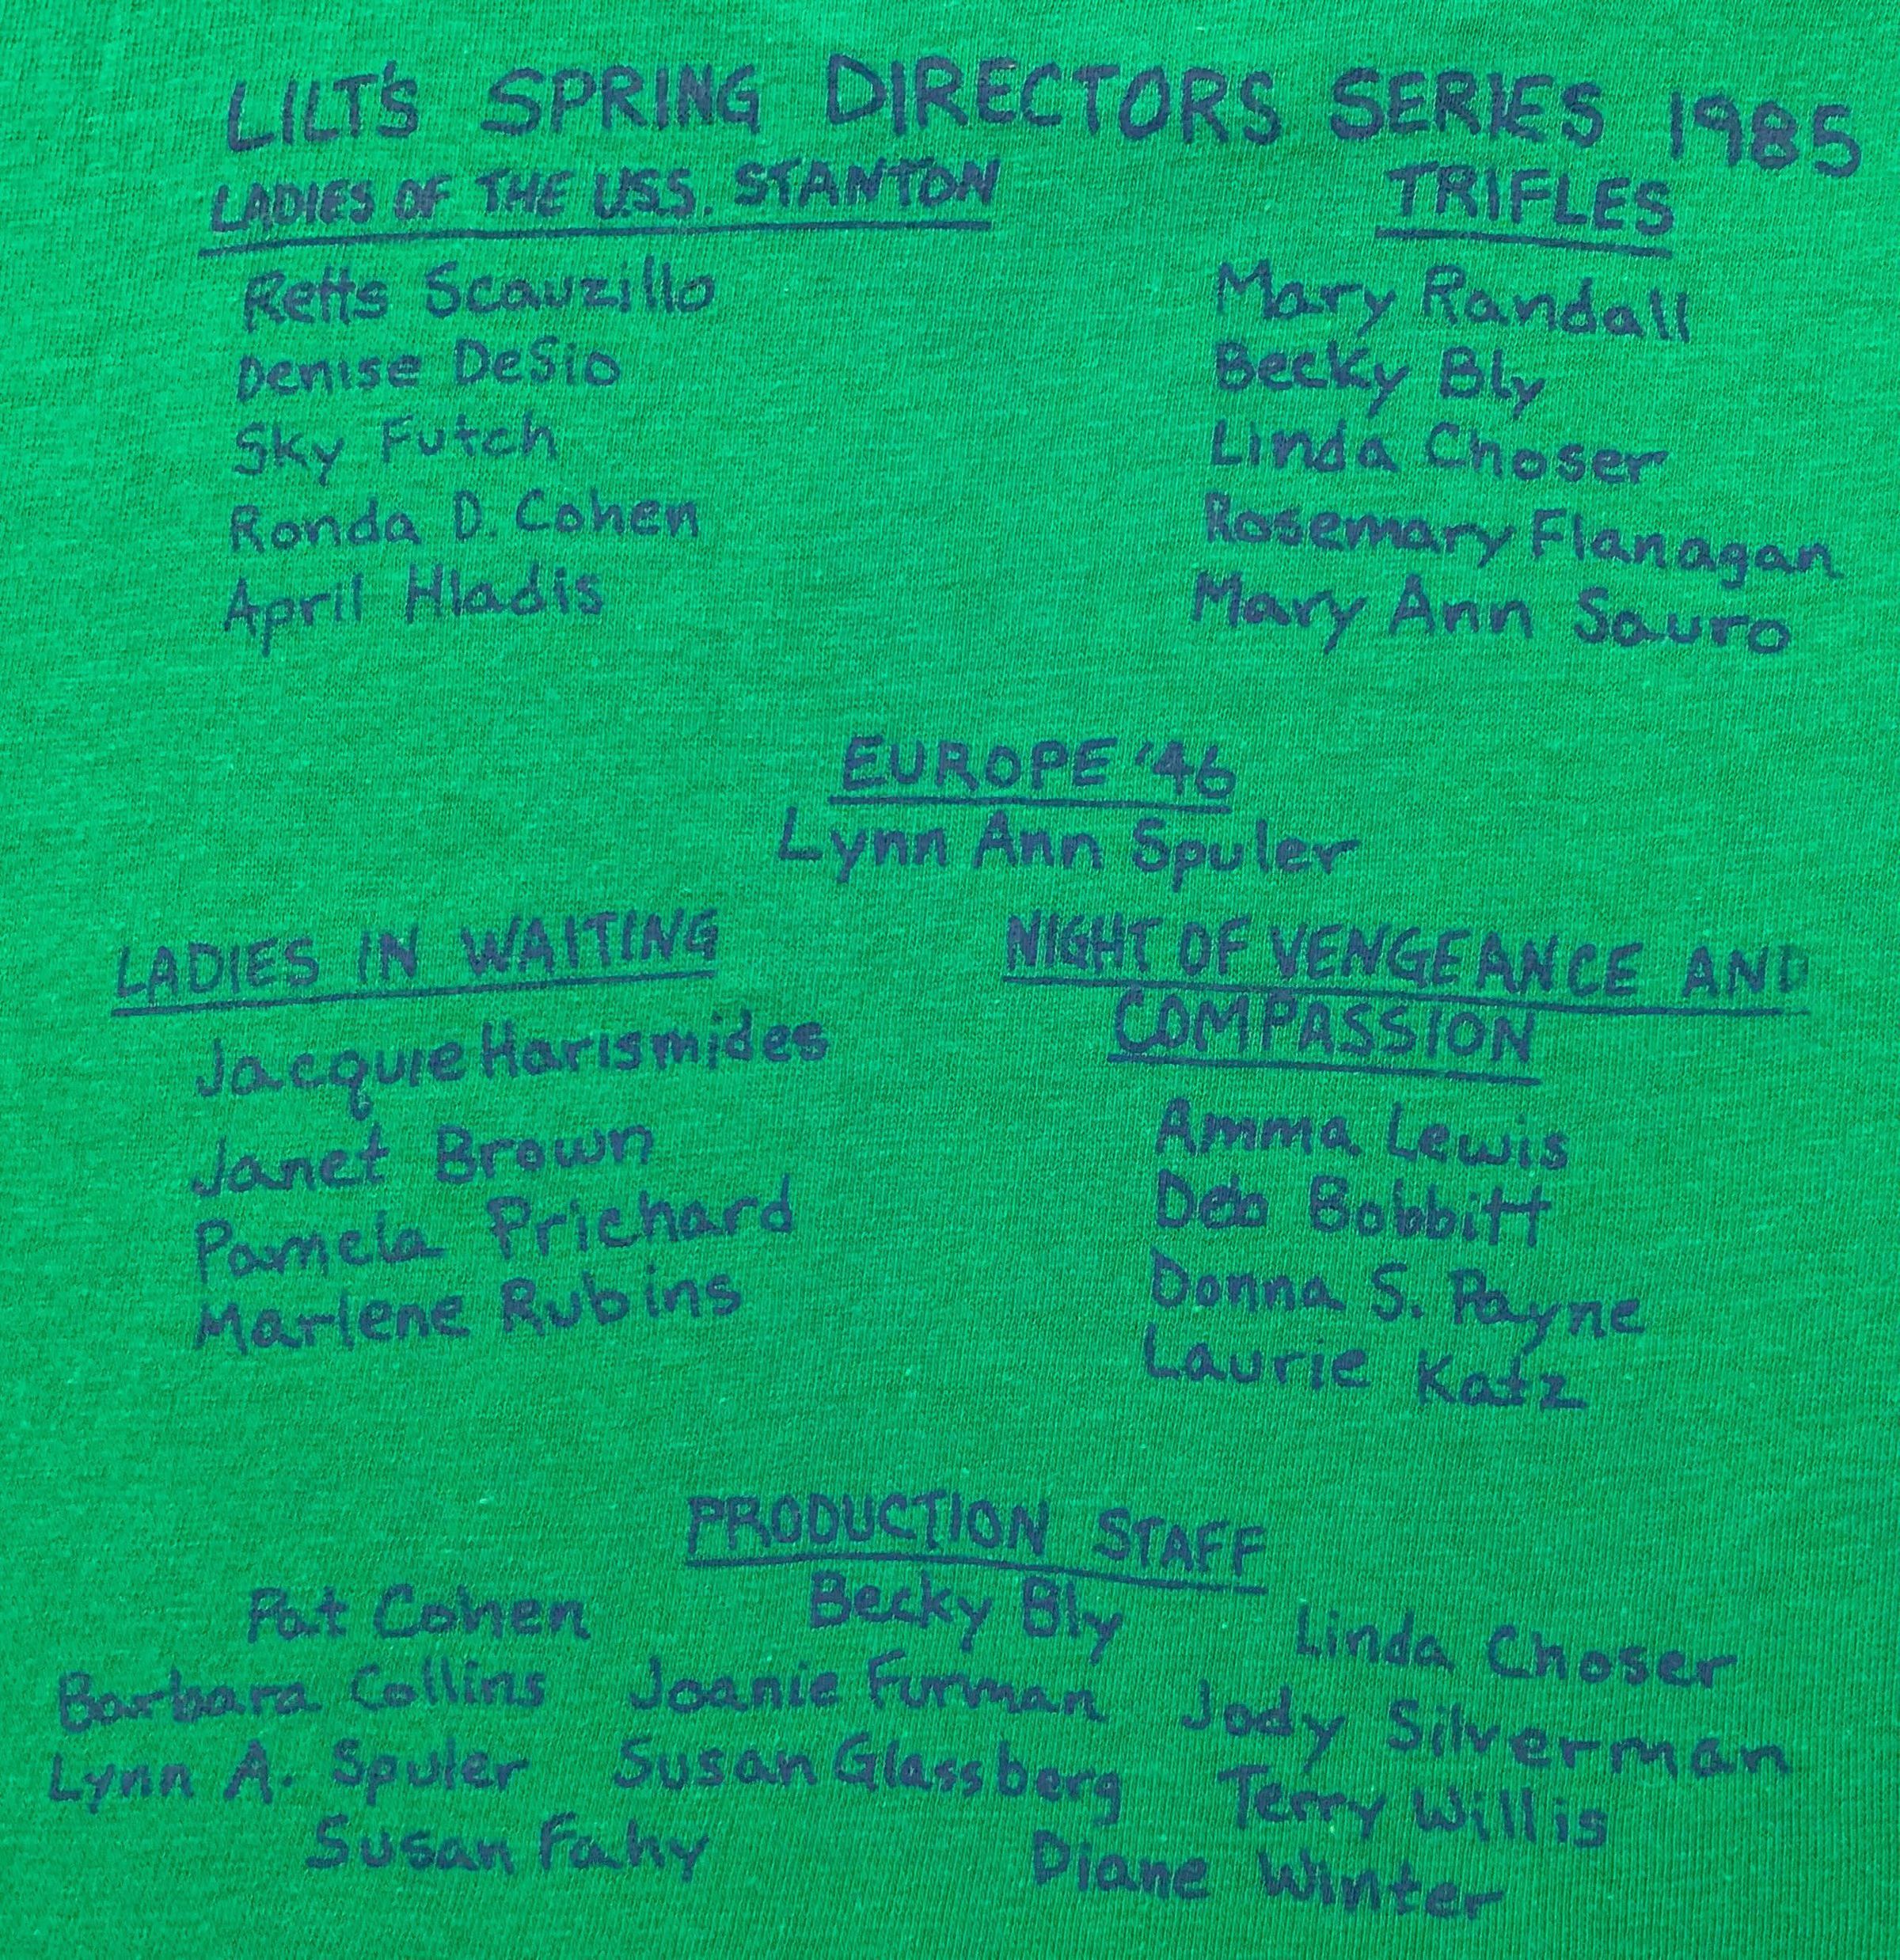 LILT'S SPRING DIRECTORS SERIES 1985
LADIES OF THE U.S.S. STANTON
Retts Scauzillo
Denise DeSio
Sky Futch
Ronda D. Cohen
April Hladis
TRIFLES
Mary Randall
Becky Bly
Linda Choser
Rosemary Flanagan
Mary Ann Sauro
EUROPE '46
Lynn Ann Spuler
LADIES IN WAITING
Jacquie Harismides
Janet Brown
Pamela Prichard
Marlene Rubins
NIGHT OF VENGEANCE AND
COMPASSION
Amma Lewis
Deb Bobbitt
Donna S. Payne
Laurie Katz
PRODUCTION STAFF
Pat Cohen Becky Bly Linda Choser
Barbara Collins Joanie Furman Jody Silverman
Lynn A. Spuler Susan Glassberg Terry Willis
Susan Fahy Diane Winter